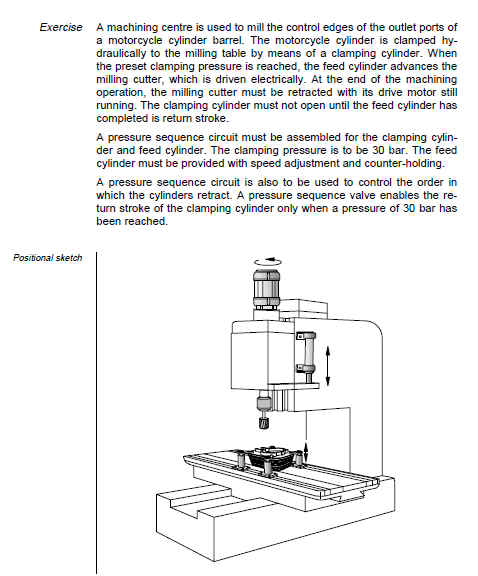 Exercise A machining centre is used to mill the control edges of the outlet ports of
a motorcycle cylinder barrel. The motorcycle cylinder is clamped hy-
draulically to the milling table by means of a clamping cylinder. When
the preset clamping pressure is reached, the feed cylinder advances the
milling cutter, which is driven electrically. At the end of the machining
operation, the milling cutter must be retracted with its drive motor still
running. The clamping cylinder must not open until the feed cylinder has
completed is return stroke.
A pressure sequence circuit must be assembled for the clamping cylin-
der and feed cylinder. The clamping pressure is to be 30 bar. The feed
cylinder must be provided with speed adjustment and counter-holding.
A pressure sequence circuit is also to be used to control the order in
which the cylinders retract. A pressure sequence valve enables the re-
turn stroke of the clamping cylinder only when a pressure of 30 bar has
been reached.
Positional sketch